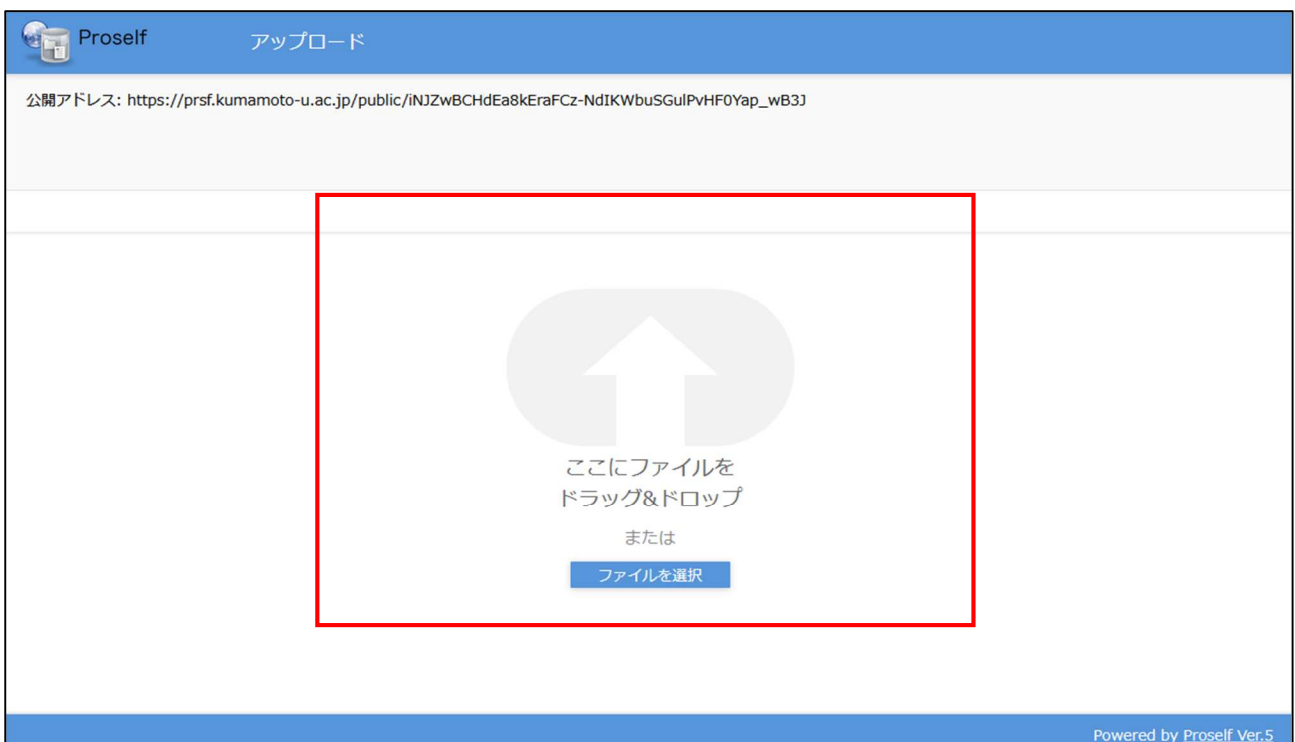 Proself
アップロード
公開アドレス: https://prsf.kumamoto-u.ac.jp/public/iNJZwBCHdEa8kEraFCz-NdIKWbuSGulPvHF0Yap_wB3J
ここにファイルを
ドラッグ&ドロップ
または
ファイルを選択
Powered by Proself Ver.5